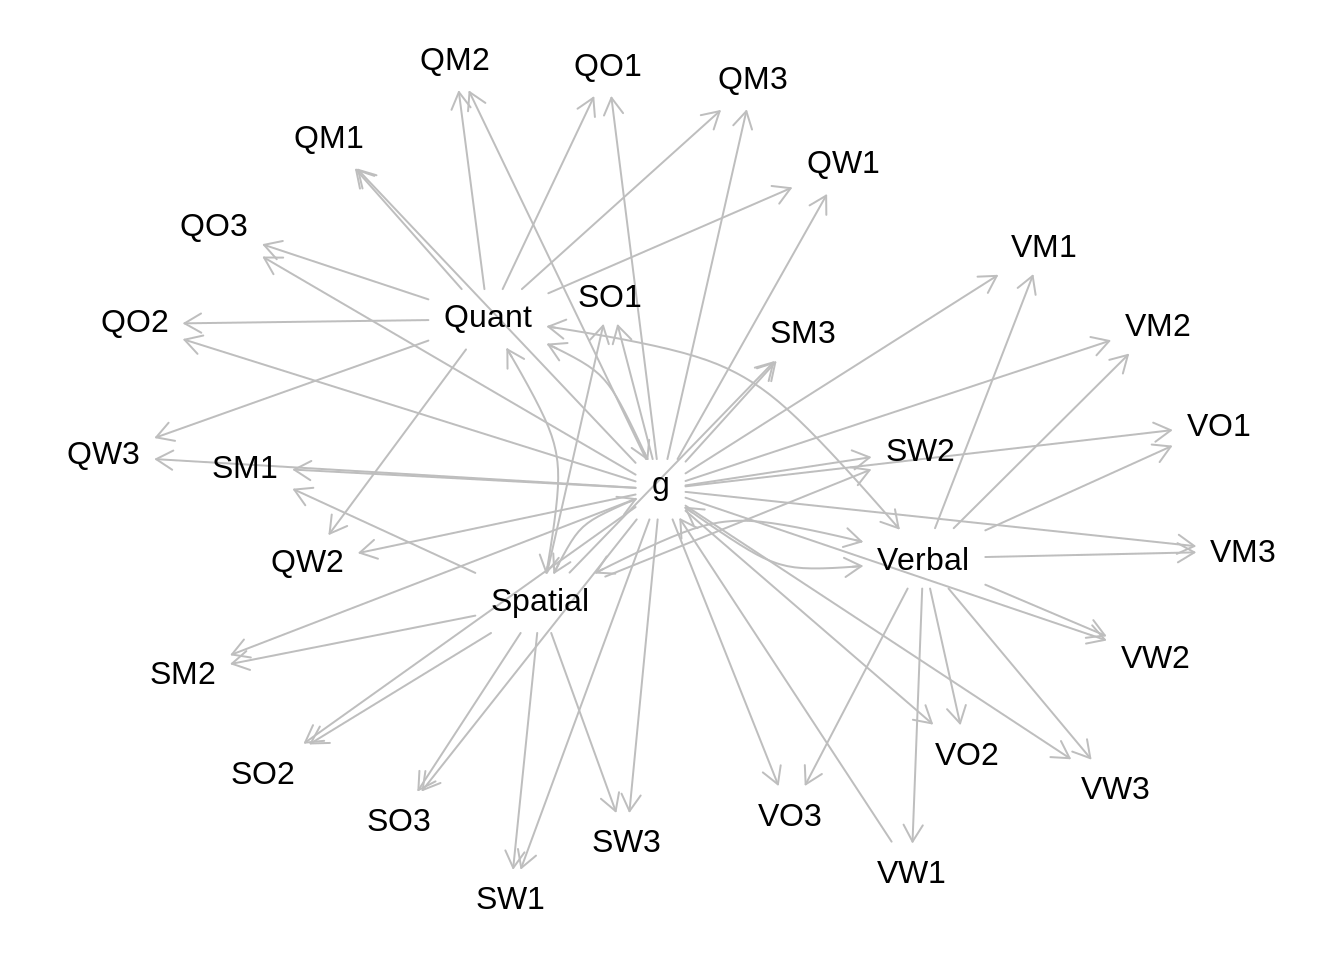 QM2
QO1
QM3
QM1
QW1
QO3
VM1
SO1
Quant
QO2
VM2
SM3
VO1
SW2
QW3
SM1
g
VM3
QW2
Verbal
Spatial
VW2
SM2
VO2
SO2
VW3
VO3
SO3
SW3
VW1
SW1